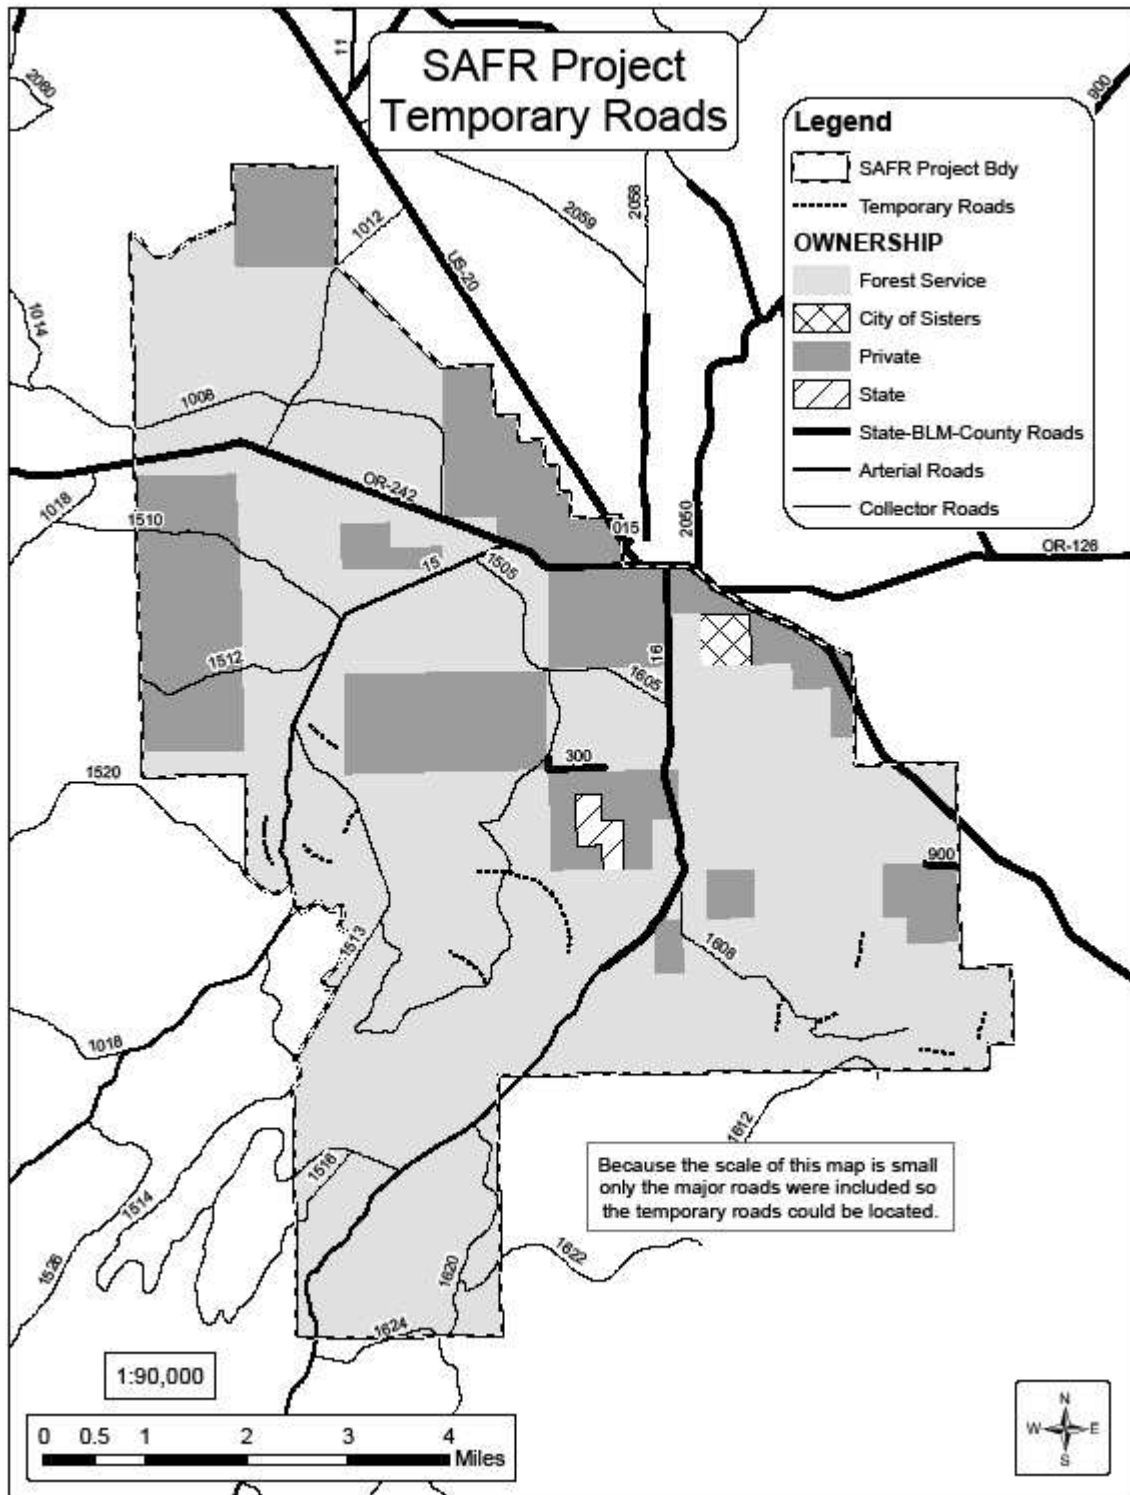 SAFR Project
Temporary Roads
Legend
SAFR Project Bdy
Temporary Roads
OWNERSHIP
Forest Service
City of Sisters
Private
State
State-BLM-County Roads
Arterial Roads
Collector Roads
11
2080
900
2058
2059
1012
US-20
1014
1008
OR-242
1018
1510
015
2050
OR-126
15
1505
1512
16
1605
300
1520
900
1513
1608
1018
1612
1516
1514
1526
1620
1622
1624
Because the scale of this map is small
only the major roads were included so
the temporary roads could be located.
1:90,000
0 0.5 1 2 3 4
Miles
N
W E
S